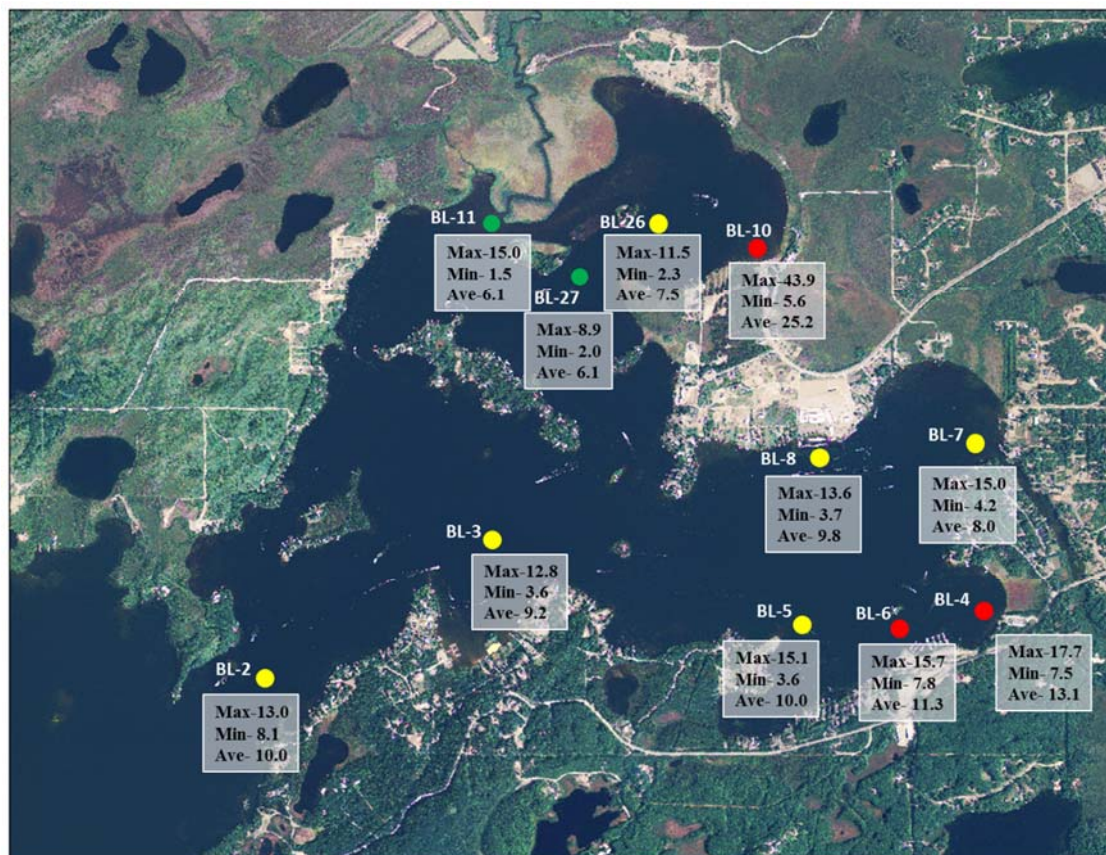 BL-11
Max-15.0
Min- 1.5
Ave-6.1
BL-26
Max-11.5
Min- 2.3
Ave- 7.5
BL-10
Max-43.9
Min- 5.6
Ave- 25.2
BL-27
Max-8.9
Min- 2.0
Ave- 6.1
BL-8
Max-13.6
Min- 3.7
Ave- 9.8
BL-7
Max-15.0
Min- 4.2
Ave- 8.0
BL-3
Max-12.8
Min- 3.6
Ave- 9.2
BL-5
Max-15.1
Min- 3.6
Ave- 10.0
BL-6
Max-15.7
Min- 7.8
Ave- 11.3
BL-4
Max-17.7
Min- 7.5
Ave- 13.1
BL-2
Max-13.0
Min- 8.1
Ave- 10.0